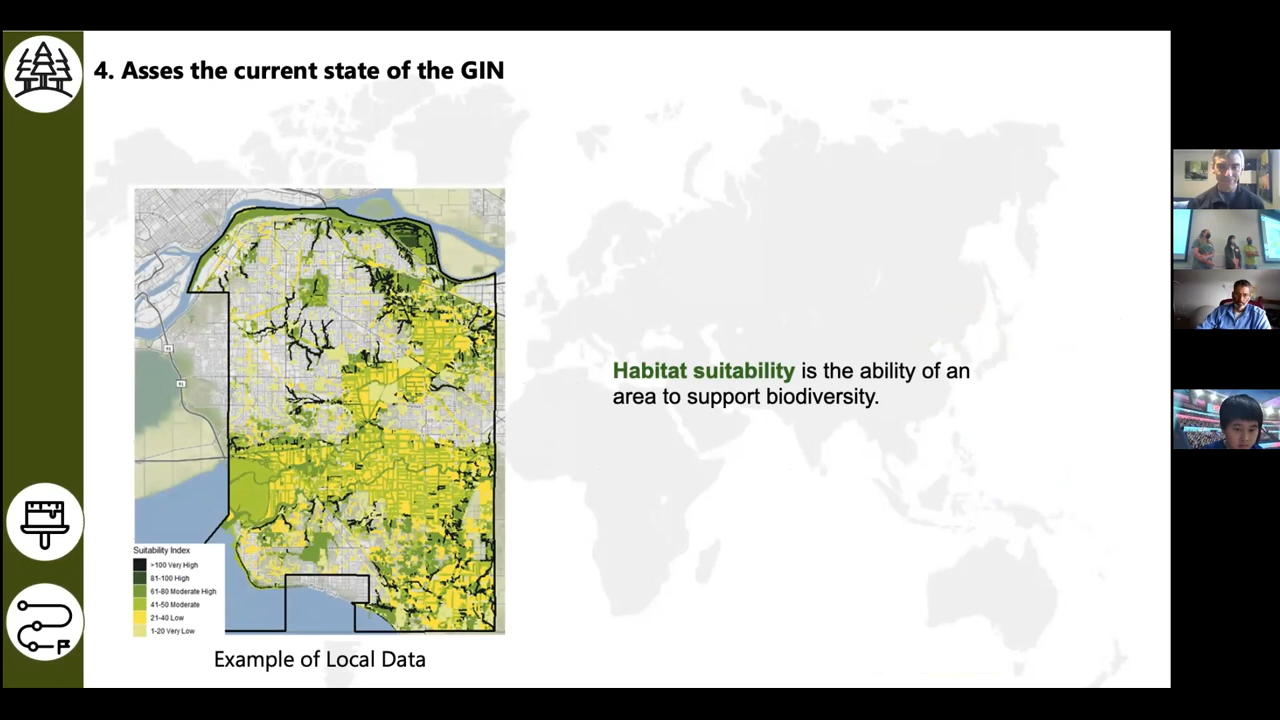 4. Asses the current state of the GIN
Habitat suitability is the ability of an
area to support biodiversity.
Suitability Index
>100 Very High
81-100 High
61-80 Moderate High
41-50 Moderate
21-40 Low
1-20 Very Low
Example of Local Data